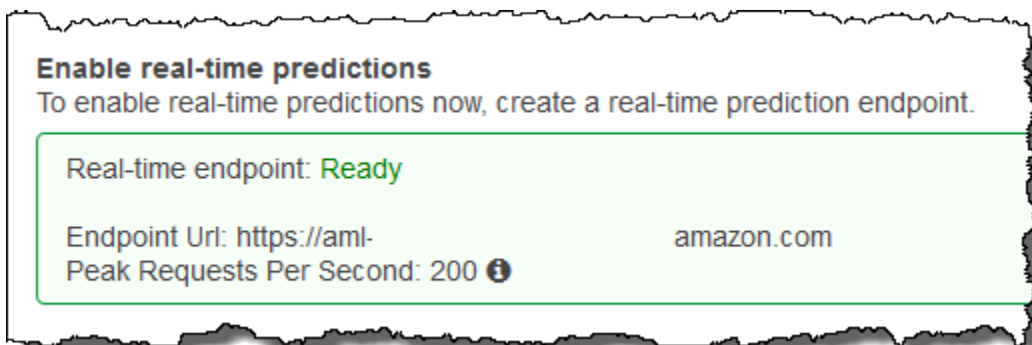 Enable real-time predictions
To enable real-time predictions now, create a real-time prediction endpoint.
Real-time endpoint: Ready
Endpoint Url: https://aml- amazon.com
Peak Requests Per Second: 200